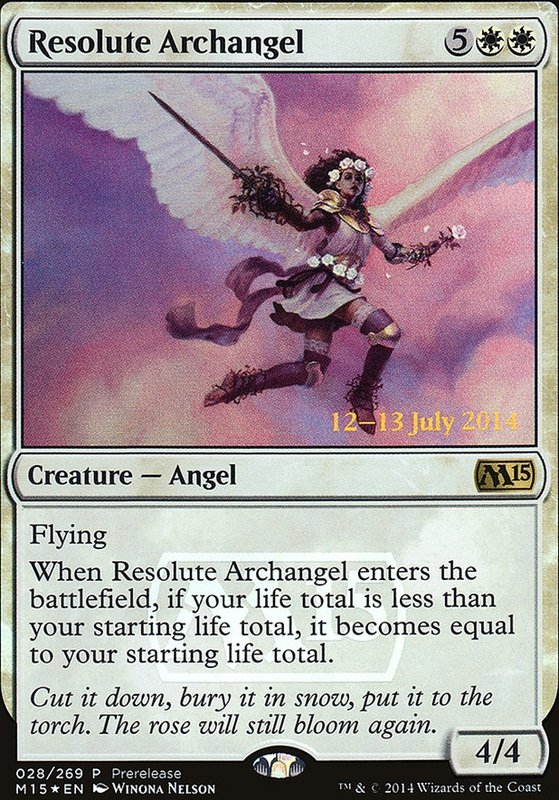 Resolute Archangel 5
12–13 July 2014
Creature — Angel M15
Flying
When Resolute Archangel enters the
battlefield, if your life total is less than
your starting life total, it becomes equal
to your starting life total.
Cut it down, bury it in snow, put it to the
torch. The rose will still bloom again.
4/4
028/269 P Prerelease
M15★EN Winona Nelson ™ & © 2014 Wizards of the Coast